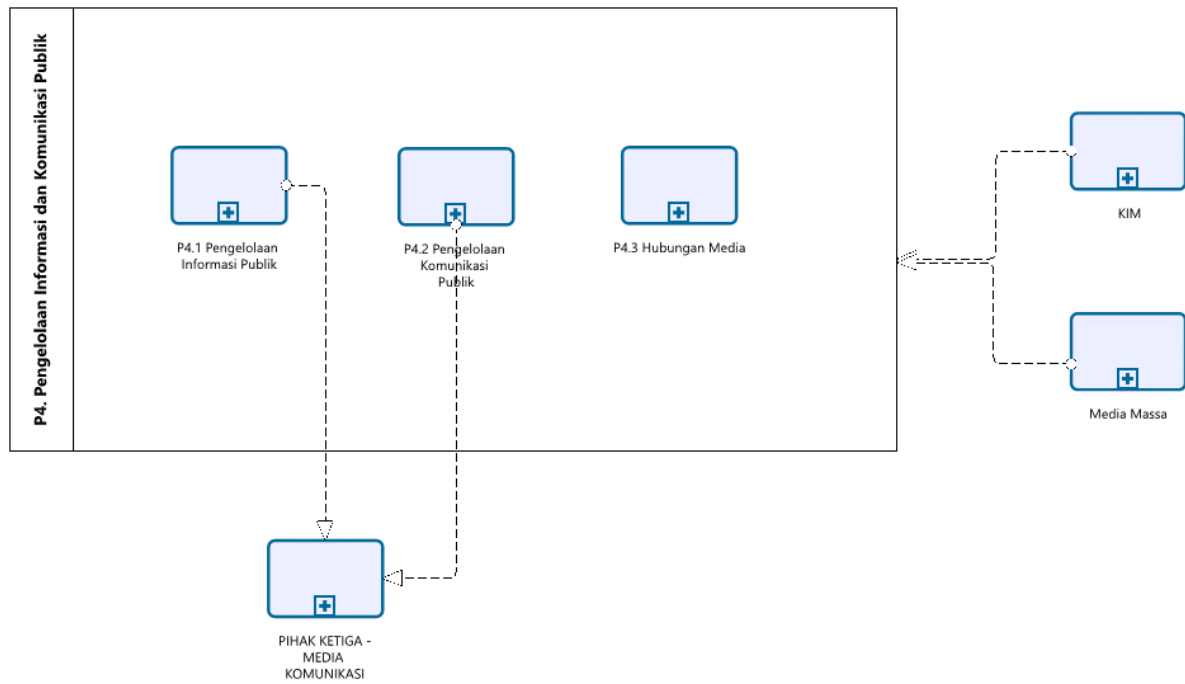 P4. Pengelolaan Informasi dan Komunikasi Publik
P4.1 Pengelolaan
Informasi Publik
P4.2 Pengelolaan
Komunikasi
Publik
P4.3 Hubungan Media
KIM
Media Massa
PIHAK KETIGA -
MEDIA
KOMUNIKASI